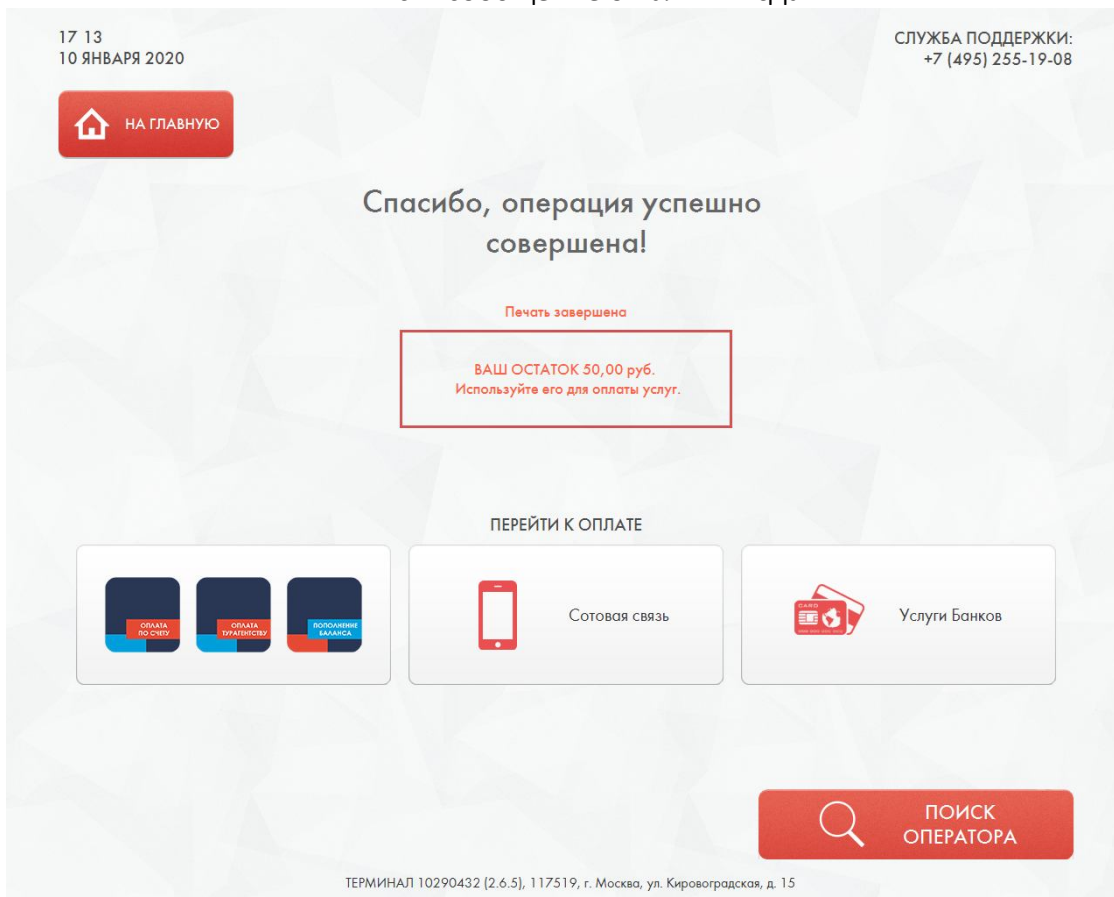 17 13
10 ЯНВАРЯ 2020
СЛУЖБА ПОДДЕРЖКИ:
+7 (495) 255-19-08
НА ГЛАВНУЮ
Спасибо, операция успешно
совершена!
Печать завершена
ВАШ ОСТАТОК 50,00 руб.
Используйте его для оплаты услуг.
ПЕРЕЙТИ К ОПЛАТЕ
ОПЛАТА
ПО СЧЕТУ
ОПЛАТА
ТУРАГЕНТСТВУ
ПОПОЛНЕНИЕ
БАЛАНСА
Сотовая связь
CARD
Услуги Банков
ПОИСК
ОПЕРАТОРА
ТЕРМИНАЛ 10290432 (2.6.5), 117519, г. Москва, ул. Кировоградская, д. 15